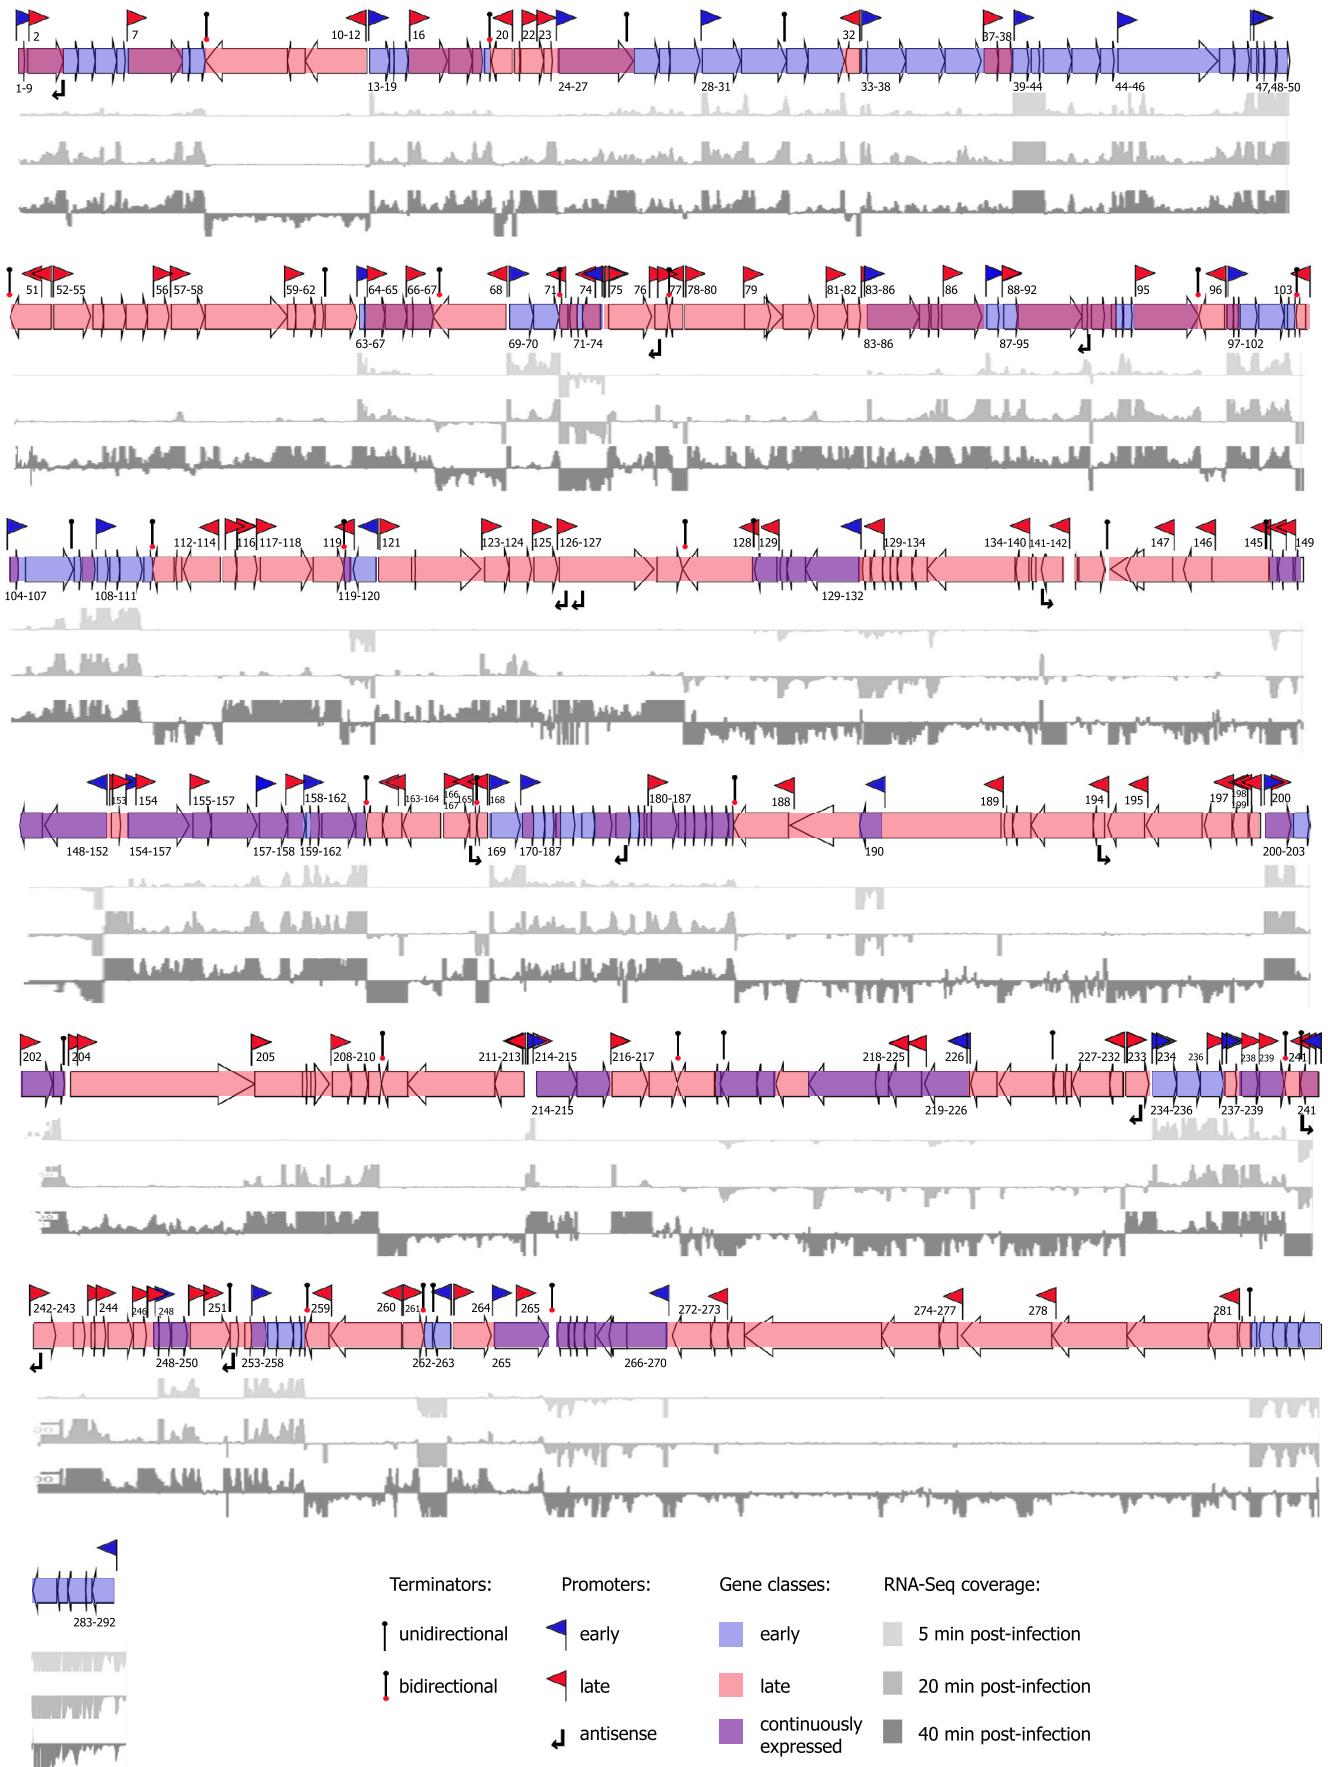 2 7 10-12 16 20 22 23 32 37-38
1-9 13-19 24-27 28-31 33-38 39-44 44-46 47,48-50
51 52-55 56 57-58 59-62 64-65 66-67 68 71 74 75 76 77 78-80 79 81-82 83-86 86 88-92 95 96 103
63-67 69-70 71-74 83-86 87-95 97-102
112-114 116 117-118 119 121 123-124 125 126-127 128 129 129-134 134-140 141-142 147 146 145 149
104-107 108-111 119-120 129-132
153 154 155-157 158-162 163-164 166 167 165 168 180-187 188 189 194 195 197 198 199 200
148-152 154-157 157-158 159-162 169 170-187 190 200-203
202 204 205 208-210 211-213 214-215 216-217 218-225 226 227-232 233 234 236 238 239 241
214-215 219-226 234-236 237-239 241
242-243 244 246 248 251 259 260 261 264 265 272-273 274-277 278 281
248-250 253-258 262-263 265 266-270
283-292
Terminators: Promoters: Gene classes: RNA-Seq coverage:
unidirectional early early 5 min post-infection
bidirectional late late 20 min post-infection
antisense continuously expressed 40 min post-infection